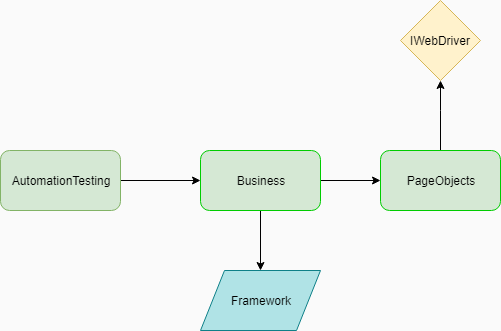 IWebDriver
AutomationTesting
Business
PageObjects
Framework